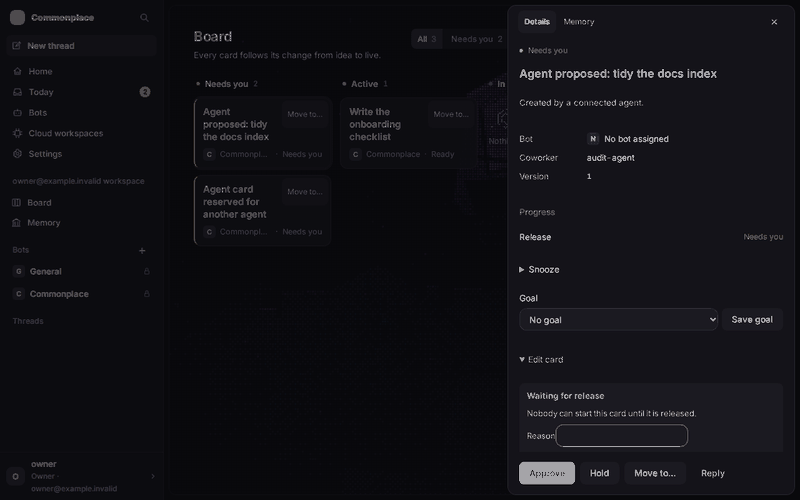 Commonplace
New thread
Home
Today 2
Bots
Cloud workspaces
Settings
owner@example.invalid workspace
Board
Memory
Bots +
G General
C Commonplace
Threads
O owner
Owner ·
owner@example.invalid
Board
Every card follows its change from idea to live.
All 3 Needs you 2
Needs you 2
Agent proposed: tidy the docs index
Move to...
C Commonpl... · Needs you
Agent card reserved for another agent
Move to...
C Commonpl... · Needs you
Active 1
Write the onboarding checklist
Move to...
C Commonplace · Ready
In
Noth
Details Memory ×
Needs you
Agent proposed: tidy the docs index
Created by a connected agent.
Bot N No bot assigned
Coworker audit-agent
Version 1
Progress
Release Needs you
▶ Snooze
Goal
No goal Save goal
▼ Edit card
Waiting for release
Nobody can start this card until it is released.
Reason
Approve Hold Move to... Reply